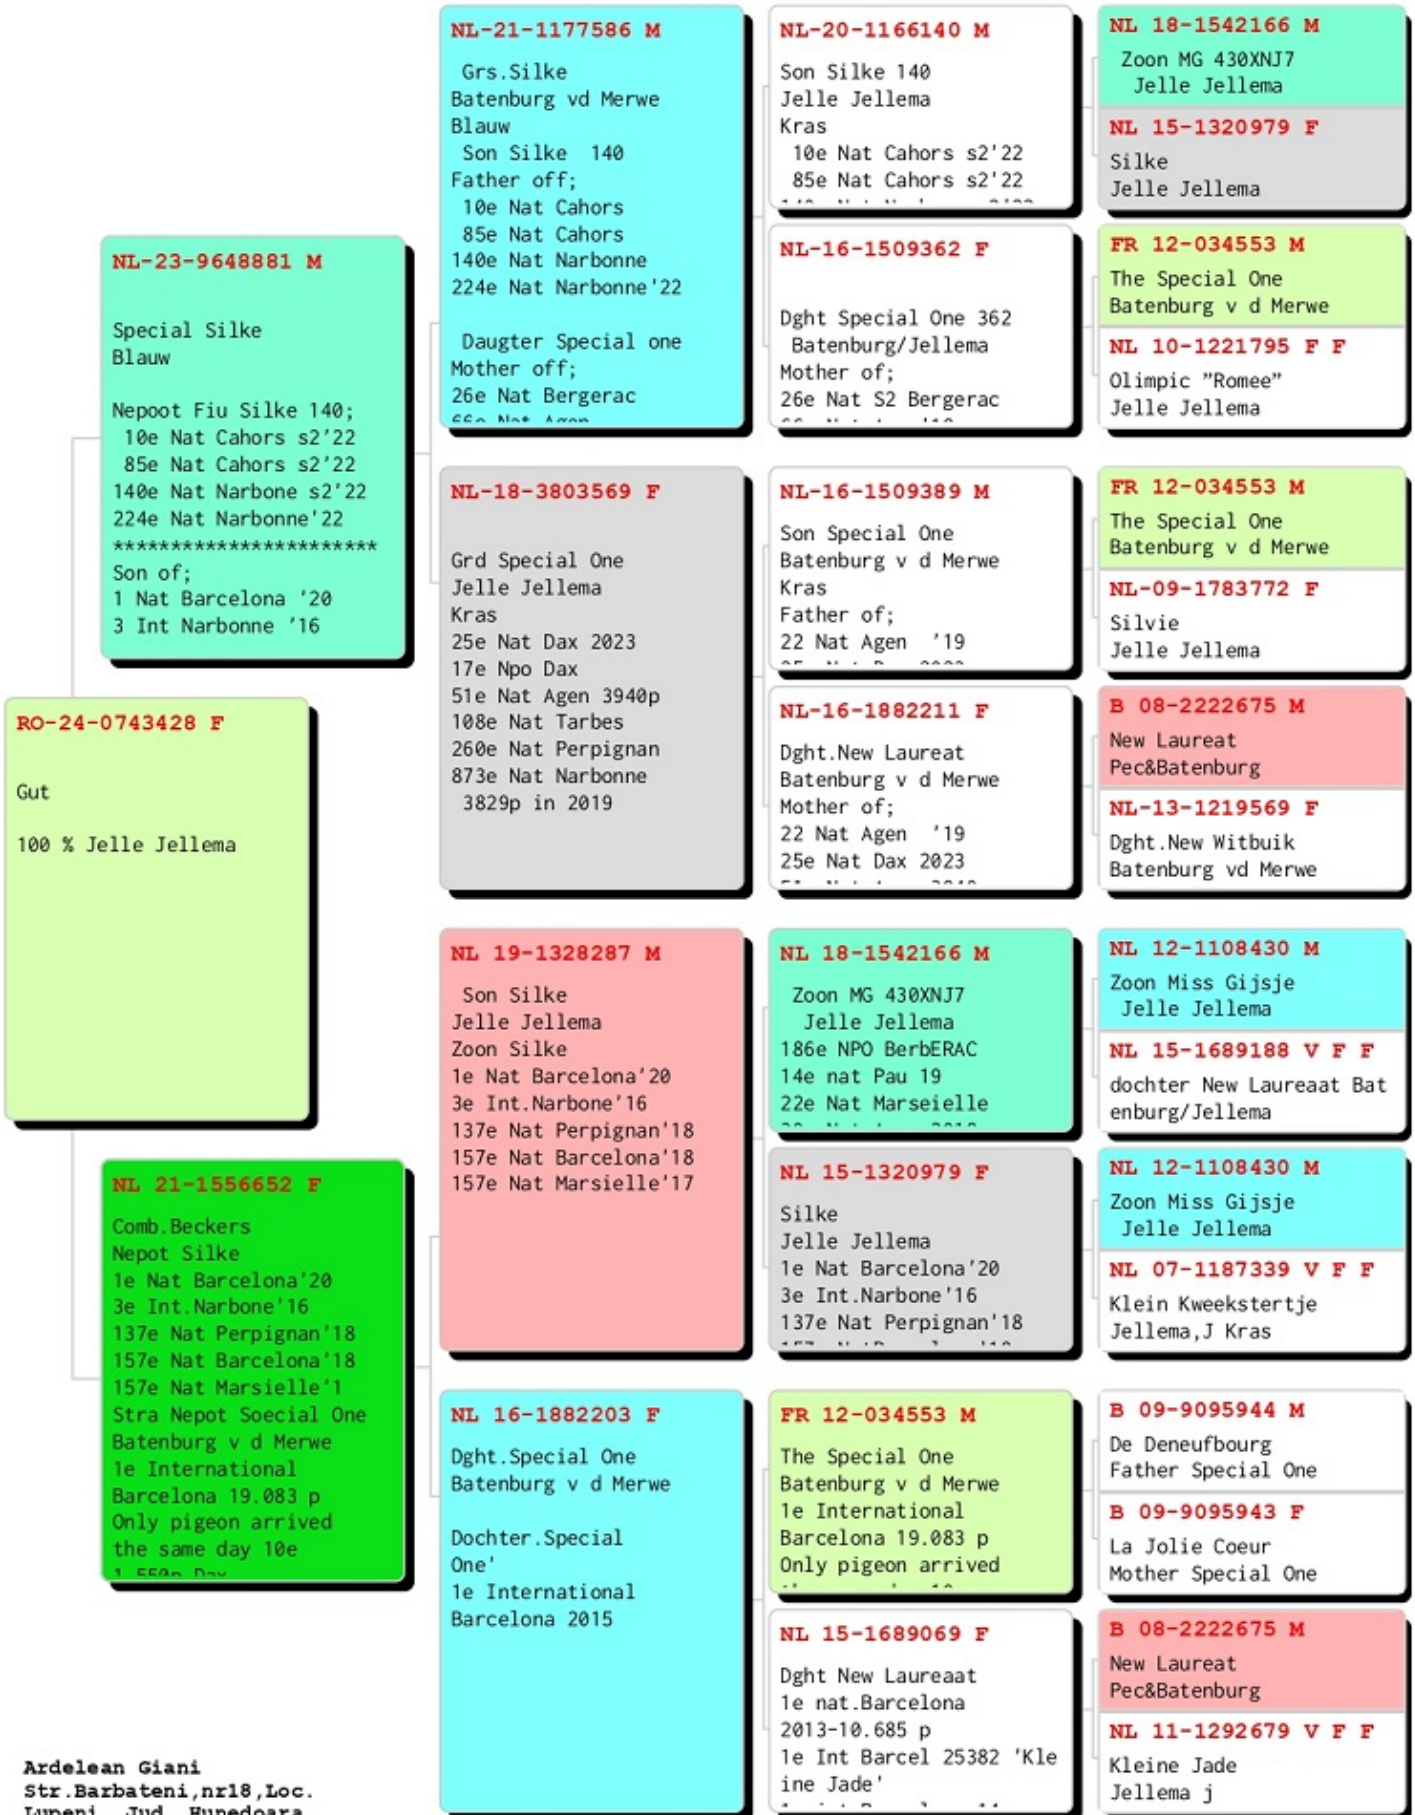 NL-21-1177586 M
Grs.Silke
Batenburg vd Merwe
Blauw
Son Silke 140
Father off;
10e Nat Cahors
85e Nat Cahors
140e Nat Narbonne
224e Nat Narbonne'22
Daugter Special one
Mother off;
26e Nat Bergerac
66e Nat Agen
NL-20-1166140 M
Son Silke 140
Jelle Jellema
Kras
10e Nat Cahors s2'22
85e Nat Cahors s2'22
NL 18-1542166 M
Zoon MG 430XNJ7
Jelle Jellema
NL 15-1320979 F
Silke
Jelle Jellema
NL-16-1509362 F
Dght Special One 362
Batenburg/Jellema
Mother of;
26e Nat S2 Bergerac
FR 12-034553 M
The Special One
Batenburg v d Merwe
NL 10-1221795 F F
Olimpic ”Romee”
Jelle Jellema
NL-23-9648881 M
Special Silke
Blauw
Nepoot Fiu Silke 140;
10e Nat Cahors s2’22
85e Nat Cahors s2’22
140e Nat Narbone s2’22
224e Nat Narbonne’22
***********************
Son of;
1 Nat Barcelona ’20
3 Int Narbonne ’16
NL-18-3803569 F
Grd Special One
Jelle Jellema
Kras
25e Nat Dax 2023
17e Npo Dax
51e Nat Agen 3940p
108e Nat Tarbes
260e Nat Perpignan
873e Nat Narbonne
3829p in 2019
NL-16-1509389 M
Son Special One
Batenburg v d Merwe
Kras
Father of;
22 Nat Agen ’19
FR 12-034553 M
The Special One
Batenburg v d Merwe
NL-09-1783772 F
Silvie
Jelle Jellema
NL-16-1882211 F
Dght.New Laureat
Batenburg v d Merwe
Mother of;
22 Nat Agen ’19
25e Nat Dax 2023
B 08-2222675 M
New Laureat
Pec&Batenburg
NL-13-1219569 F
Dght.New Witbuik
Batenburg vd Merwe
RO-24-0743428 F
Gut
100 % Jelle Jellema
NL 21-1556652 F
Comb.Beckers
Nepot Silke
1e Nat Barcelona'20
3e Int.Narbone'16
137e Nat Perpignan'18
157e Nat Barcelona'18
157e Nat Marsielle'1
Stra Nepot Soecial One
Batenburg v d Merwe
1e International
Barcelona 19.083 p
Only pigeon arrived
the same day 10e
1.550p Dax
NL 19-1328287 M
Son Silke
Jelle Jellema
Zoon Silke
1e Nat Barcelona'20
3e Int.Narbone'16
137e Nat Perpignan'18
157e Nat Barcelona'18
157e Nat Marsielle'17
NL 18-1542166 M
Zoon MG 430XNJ7
Jelle Jellema
186e NPO BerbERAC
14e nat Pau 19
22e Nat Marseielle
NL 12-1108430 M
Zoon Miss Gijsje
Jelle Jellema
NL 15-1689188 V F F
dochter New Laureaat Bat
enburg/Jellema
NL 15-1320979 F
Silke
Jelle Jellema
1e Nat Barcelona'20
3e Int.Narbone'16
137e Nat Perpignan'18
NL 12-1108430 M
Zoon Miss Gijsje
Jelle Jellema
NL 07-1187339 V F F
Klein Kweekstertje
Jellema,J Kras
NL 16-1882203 F
Dght.Special One
Batenburg v d Merwe
Dochter.Special
One'
1e International
Barcelona 2015
FR 12-034553 M
The Special One
Batenburg v d Merwe
1e International
Barcelona 19.083 p
Only pigeon arrived
B 09-9095944 M
De Deneufbourg
Father Special One
B 09-9095943 F
La Jolie Coeur
Mother Special One
NL 15-1689069 F
Dght New Laureaat
1e nat.Barcelona
2013-10.685 p
1e Int Barcel 25382 'Kle
ine Jade'
B 08-2222675 M
New Laureat
Pec&Batenburg
NL 11-1292679 V F F
Kleine Jade
Jellema j
Ardelean Giani
Str.Barbateni,nr18,Loc.
Lupeni, Jud. Hunedoara